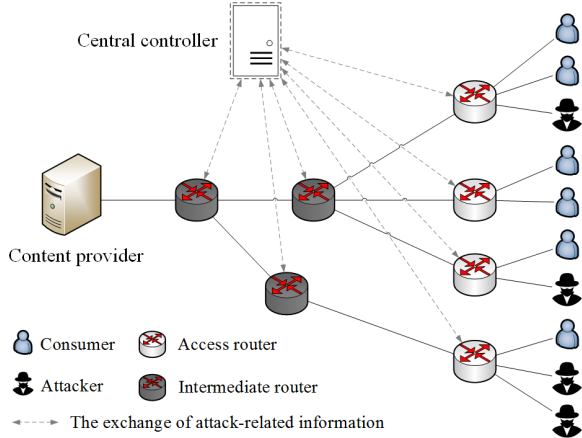 Central controller
Content provider
Consumer
Access router
Attacker
Intermediate router
The exchange of attack-related information